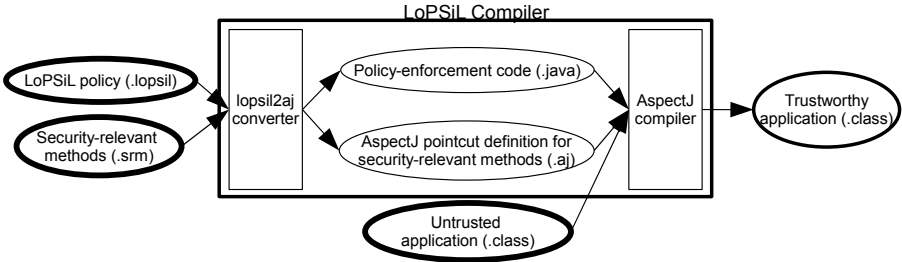 LoPSiL Compiler
LoPSiL policy (.lopsil)
Security-relevant
methods (.srm)
lopsil2aj
converter
Policy-enforcement code (.java)
AspectJ pointcut definition for
security-relevant methods (.aj)
Untrusted
application (.class)
AspectJ
compiler
Trustworthy
application (.class)